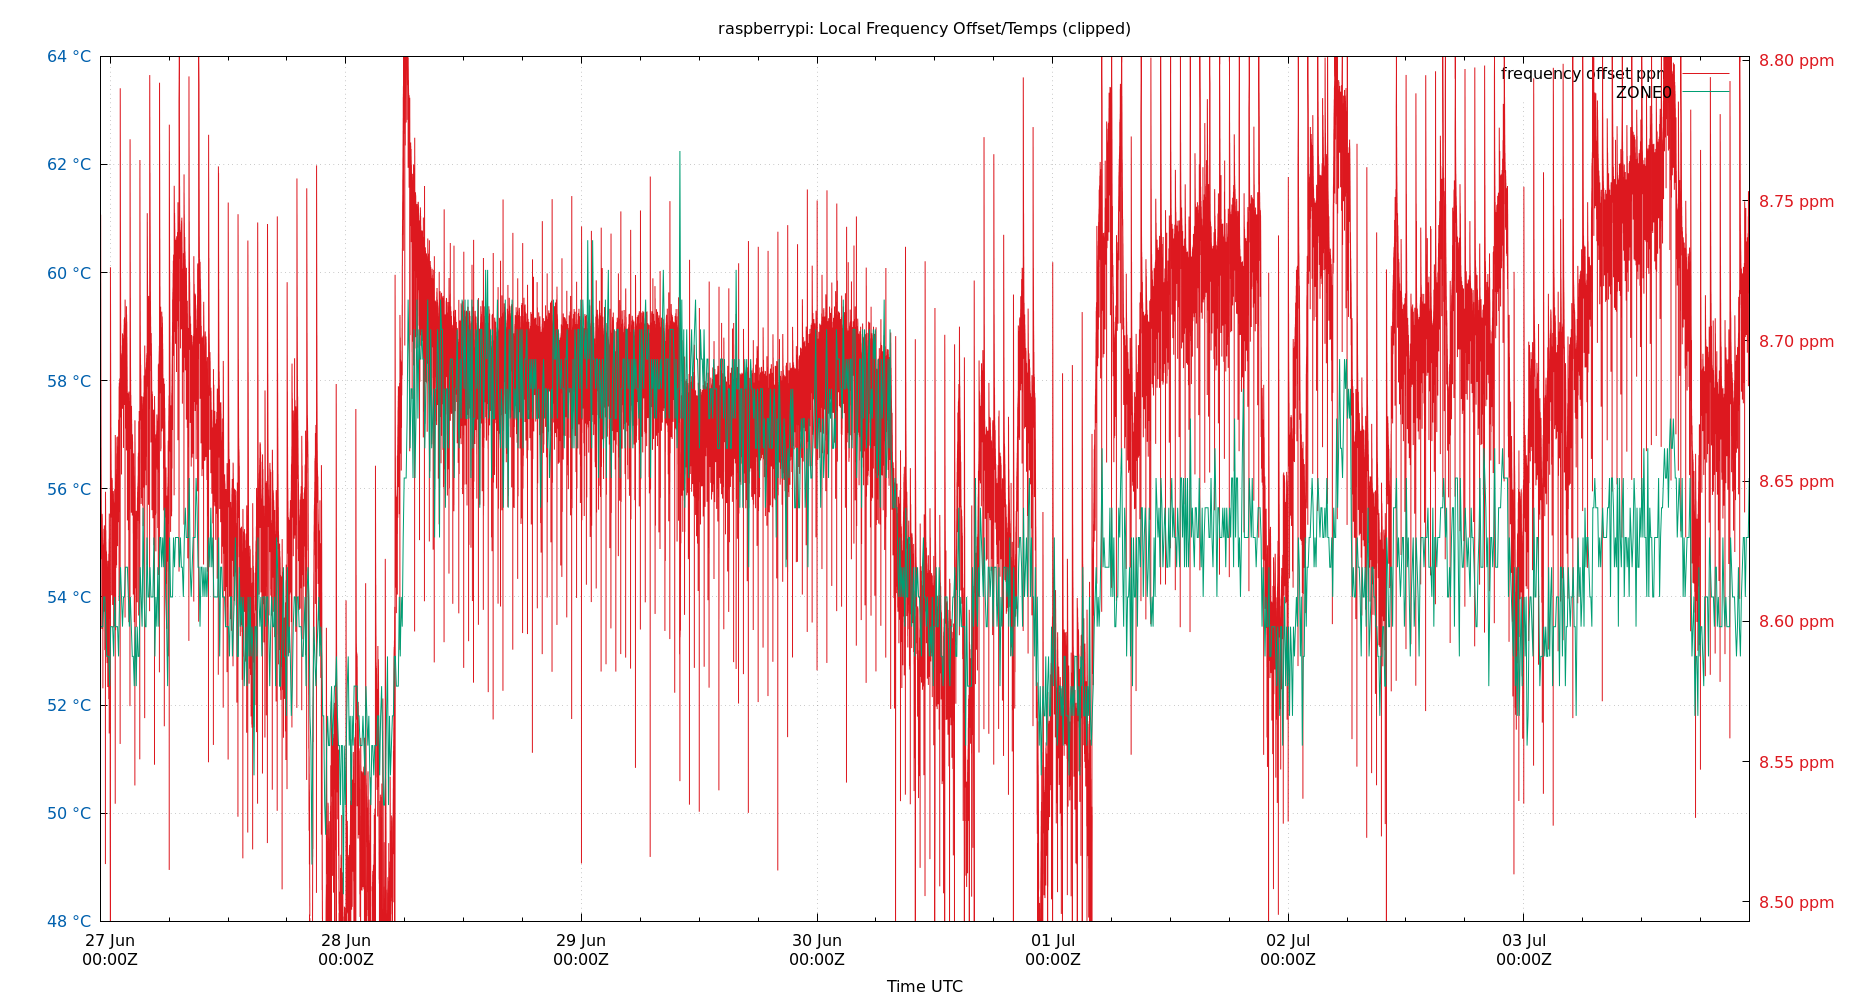 raspberrypi: Local Frequency Offset/Temps (clipped)
64 °C
62 °C
60 °C
58 °C
56 °C
54 °C
52 °C
50 °C
48 °C
8.80 ppm
8.75 ppm
8.70 ppm
8.65 ppm
8.60 ppm
8.55 ppm
8.50 ppm
frequency offset ppm
ZONE0
27 Jun
00:00Z
28 Jun
00:00Z
29 Jun
00:00Z
30 Jun
00:00Z
01 Jul
00:00Z
02 Jul
00:00Z
03 Jul
00:00Z
Time UTC